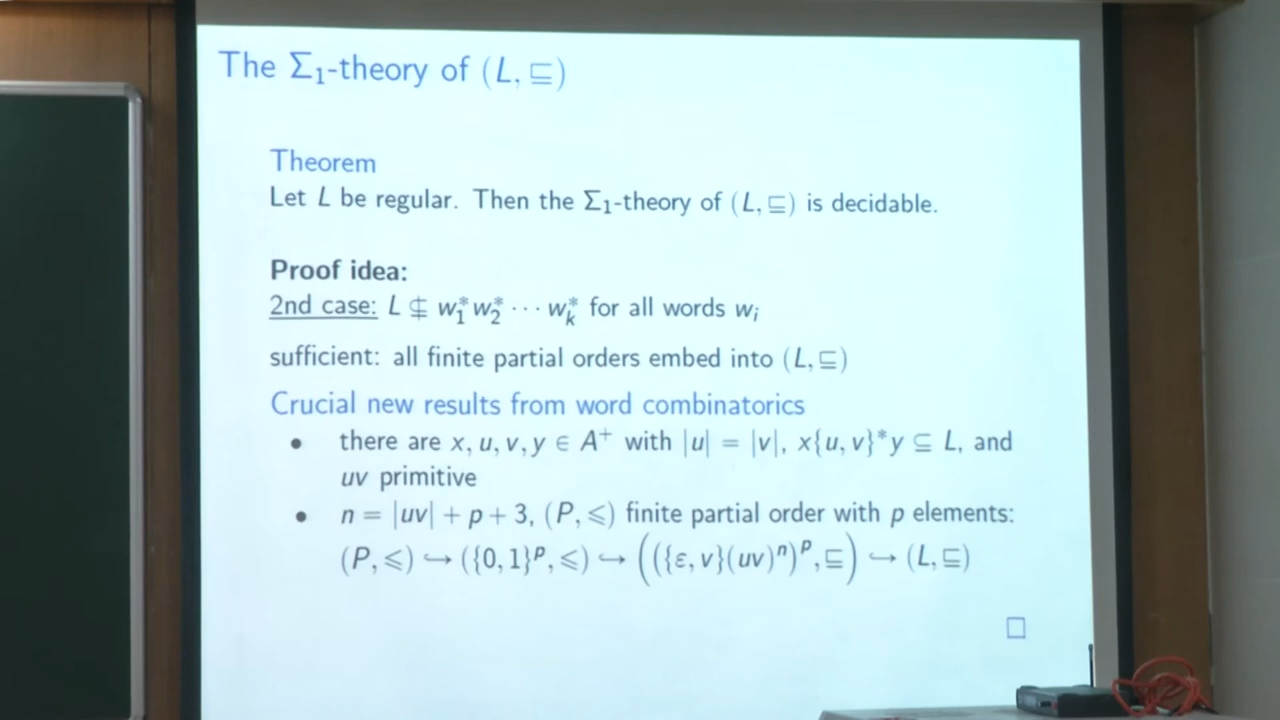 The Σ₁-theory of (L, ⊑)
Theorem
Let L be regular. Then the Σ₁-theory of (L, ⊑) is decidable.
Proof idea:
2nd case: L ⊈ w₁* w₂* ··· wₖ* for all words wᵢ
sufficient: all finite partial orders embed into (L, ⊑)
Crucial new results from word combinatorics
• there are x, u, v, y ∈ A⁺ with |u| = |v|, x{u, v}*y ⊆ L, and
uv primitive
• n = |uv| + p + 3, (P, ⩽) finite partial order with p elements:
(P, ⩽) ↪ ({0, 1}ᵖ, ⩽) ↪ (({ε, v}(uv)ⁿ)ᵖ, ⊑) ↪ (L, ⊑)
□